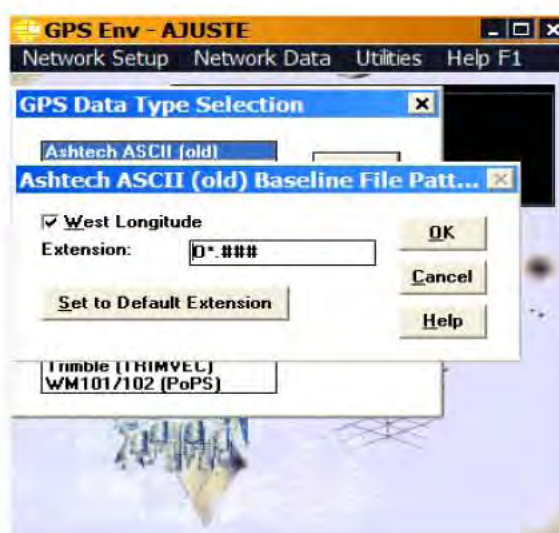 GPS Env - AJUSTE
Network Setup Network Data Utilities Help F1
GPS Data Type Selection
Ashtech ASCII (old)
Ashtech ASCII (old) Baseline File Patt...
West Longitude
OK
Extension: O*.###
Cancel
Set to Default Extension
Help
Trimble (TRIMVEC)
WM101/102 (PoPS)